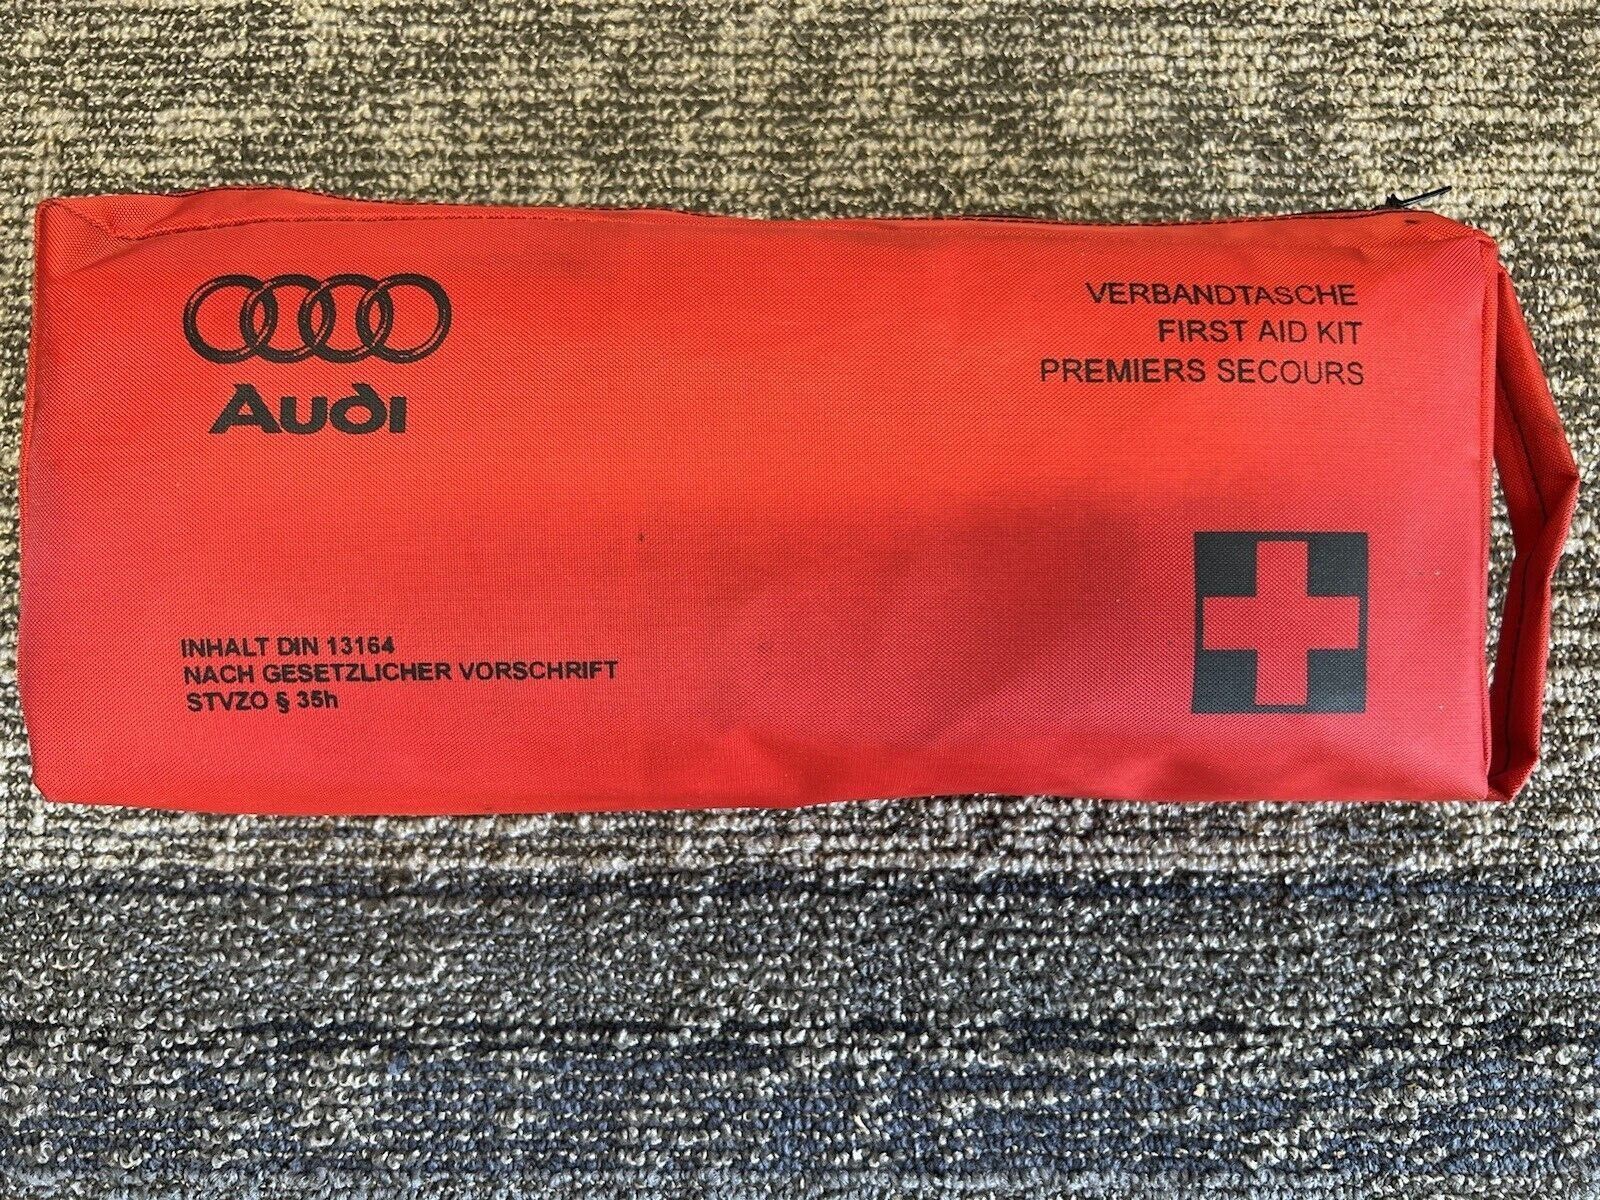 Audi
VERBANDTASCHE
FIRST AID KIT
PREMIERS SECOURS
INHALT DIN 13164
NACH GESETZLICHER VORSCHRIFT
STVZO § 35h